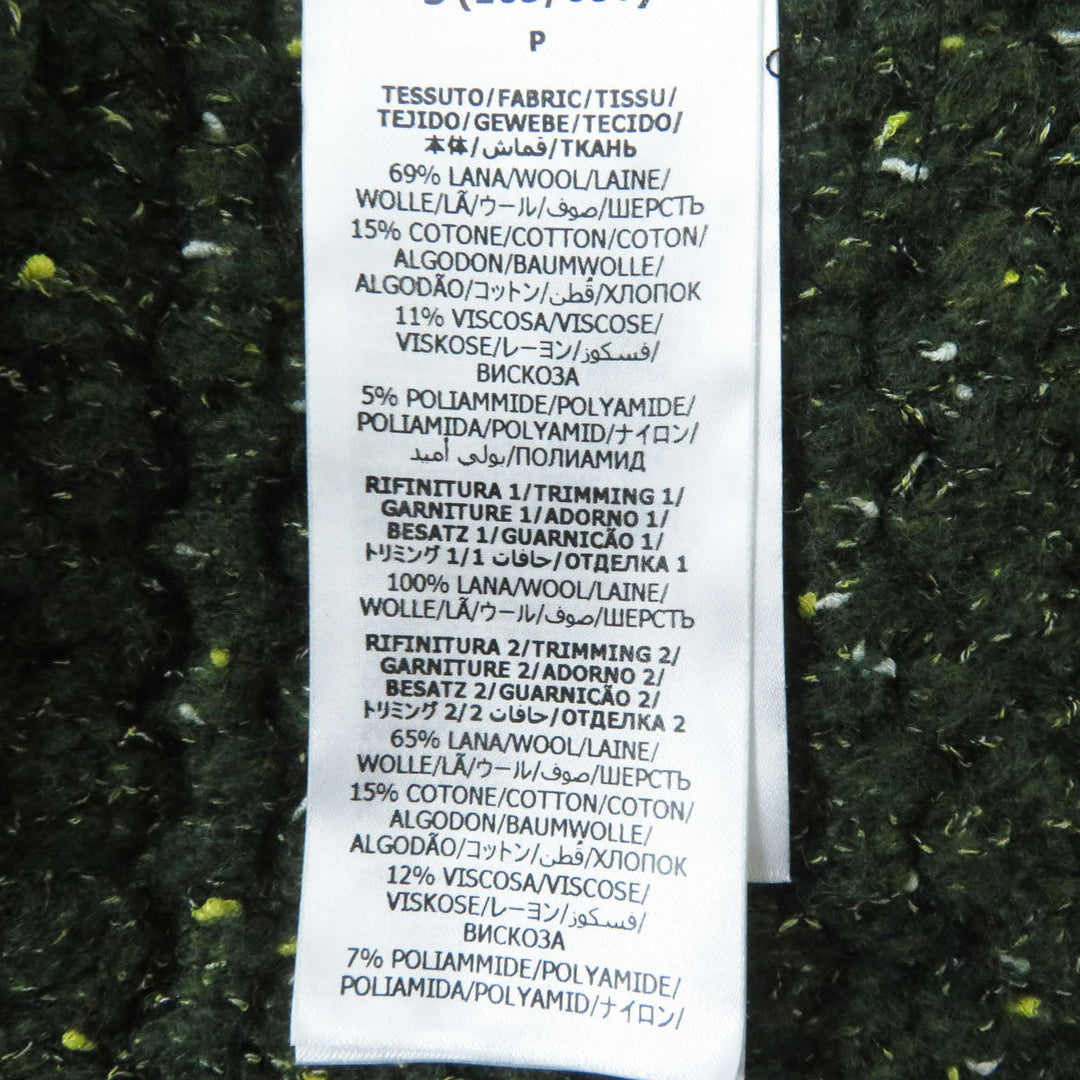 P
TESSUTO/FABRIC/TISSU/
TEJIDO/GEWEBE/TECIDO/
本体/قماش/ТКАНЬ
69% LANA/WOOL/LAINE/
WOLLE/LÃ/ウール/صوف/ШЕРСТЬ
15% COTONE/COTTON/COTON/
ALGODON/BAUMWOLLE/
ALGODÃO/コットン/قُطن/ХЛОПОК
11% VISCOSA/VISCOSE/
VISKOSE/レーヨン/فسكوز/
ВИСКОЗА
5% POLIAMMIDE/POLYAMIDE/
POLIAMIDA/POLYAMID/ナイロン/
بولي أميد/ПОЛИАМИД
RIFINITURA 1/TRIMMING 1/
GARNITURE 1/ADORNO 1/
BESATZ 1/GUARNICÃO 1/
トリミング 1/1 حافات/ОТДЕЛКА 1
100% LANA/WOOL/LAINE/
WOLLE/LÃ/ウール/صوف/ШЕРСТЬ
RIFINITURA 2/TRIMMING 2/
GARNITURE 2/ADORNO 2/
BESATZ 2/GUARNICÃO 2/
トリミング 2/2 حافات/ОТДЕЛКА 2
65% LANA/WOOL/LAINE/
WOLLE/LÃ/ウール/صوف/ШЕРСТЬ
15% COTONE/COTTON/COTON/
ALGODON/BAUMWOLLE/
ALGODÃO/コットン/قُطن/ХЛОПОК
12% VISCOSA/VISCOSE/
VISKOSE/レーヨン/فسكوز/
ВИСКОЗА
7% POLIAMMIDE/POLYAMIDE/
POLIAMIDA/POLYAMID/ナイロン/